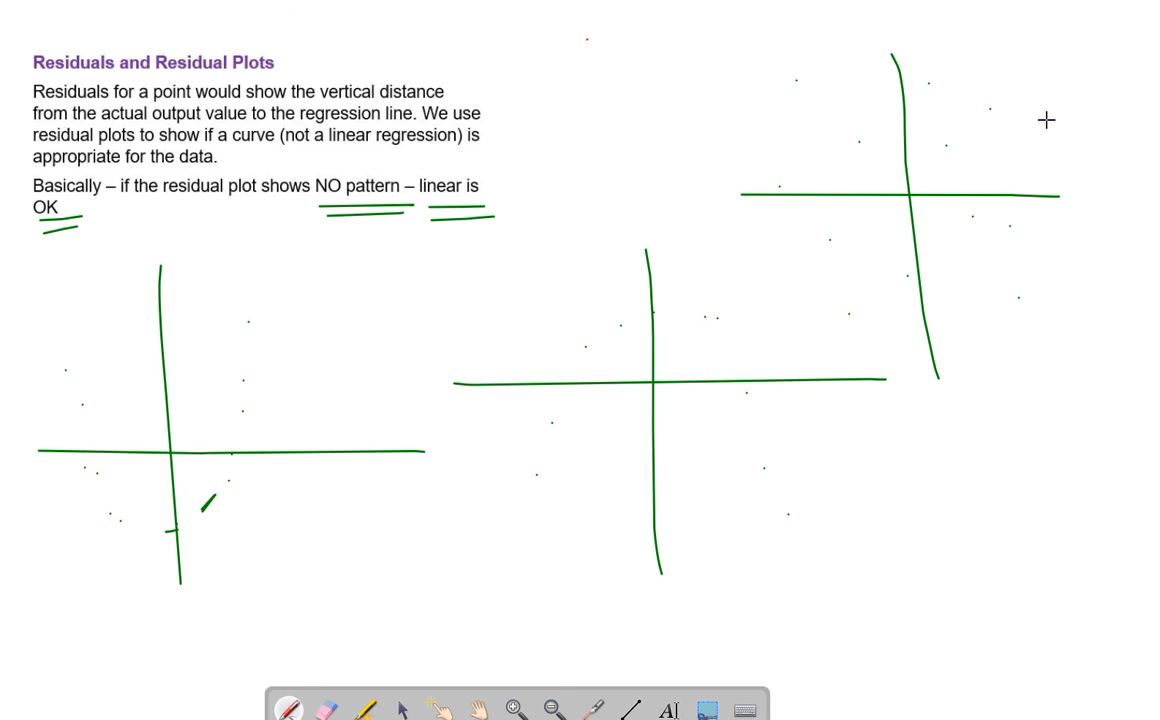 Residuals and Residual Plots
Residuals for a point would show the vertical distance
from the actual output value to the regression line. We use
residual plots to show if a curve (not a linear regression) is
appropriate for the data.
Basically – if the residual plot shows NO pattern – linear is
OK